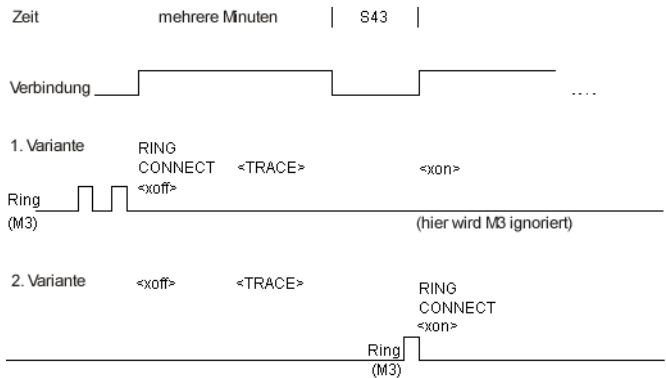 Zeit mehrere Minuten S43
Verbindung
1. Variante RING
CONNECT <TRACE> <xon>
<xoff>
Ring
(M3) (hier wird M3 ignoriert)
2. Variante <xoff> <TRACE> RING
CONNECT
<xon>
Ring
(M3)